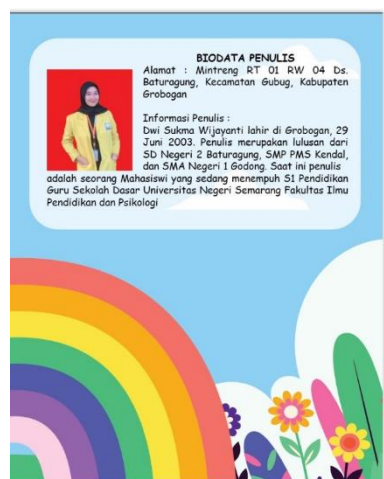 BIODATA PENULIS
Alamat : Mintreng RT 01 RW 04 Ds.
Baturagung, Kecamatan Gubug, Kabupaten
Grobogan
Informasi Penulis :
Dwi Sukma Wijayanti lahir di Grobogan, 29
Juni 2003. Penulis merupakan lulusan dari
SD Negeri 2 Baturagung, SMP PMS Kendal,
dan SMA Negeri 1 Godong. Saat ini penulis
adalah seorang Mahasiswi yang sedang menempuh S1 Pendidikan
Guru Sekolah Dasar Universitas Negeri Semarang Fakultas Ilmu
Pendidikan dan Psikologi